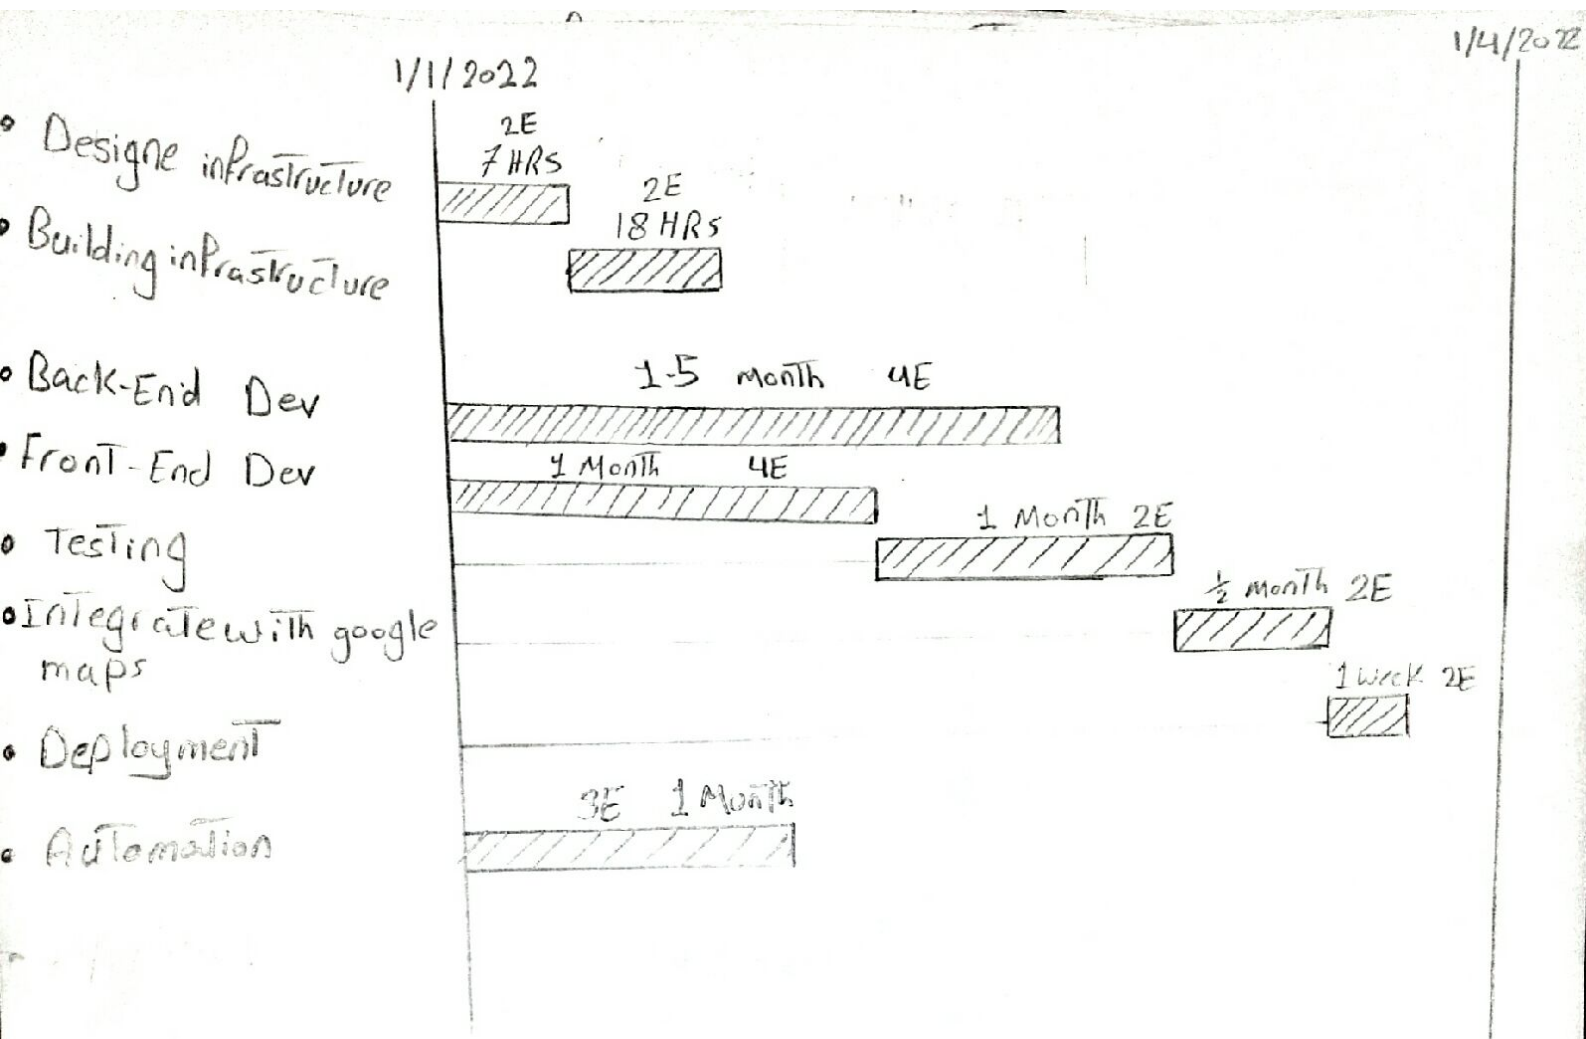 1/1/2022
1/4/2022
• Designe infrastructure
2E
7 HRS
• Building infrastructure
2E
18 HRS
• Back-End Dev
1-5 month 4E
• Front-End Dev
1 Month 4E
• Testing
1 Month 2E
• Integrate with google
maps
½ month 2E
1 week 2E
• Deployment
• Automation
3E 1 Month